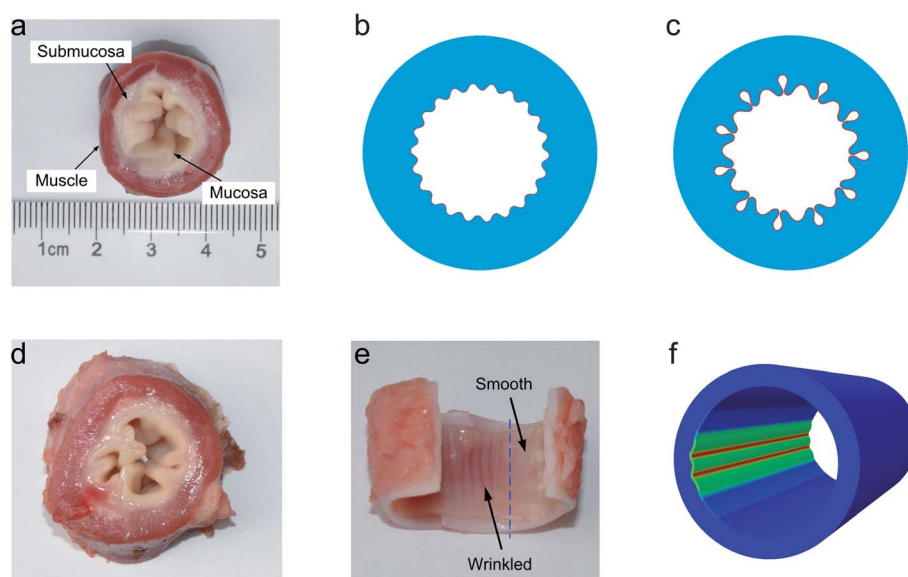 a
Submucosa
Muscle
Mucosa
1cm 2 3 4 5
b
c
d
e
Smooth
Wrinkled
f